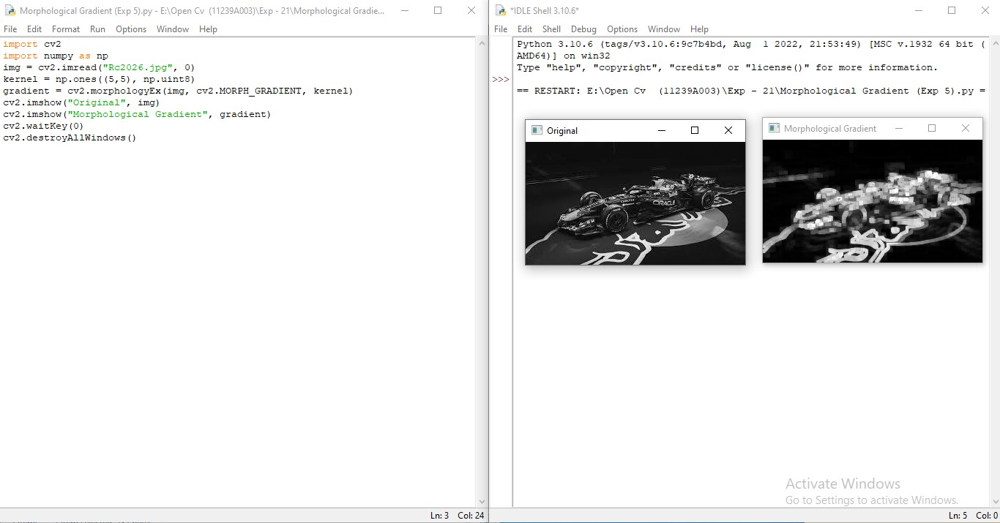 Morphological Gradient (Exp 5).py - E:\Open Cv  (11239A003)\Exp - 21\Morphological Gradie...
File Edit Format Run Options Window Help
import cv2
import numpy as np
img = cv2.imread("Rc2026.jpg", 0)
kernel = np.ones((5,5), np.uint8)
gradient = cv2.morphologyEx(img, cv2.MORPH_GRADIENT, kernel)
cv2.imshow("Original", img)
cv2.imshow("Morphological Gradient", gradient)
cv2.waitKey(0)
cv2.destroyAllWindows()
Ln: 3 Col: 24
*IDLE Shell 3.10.6*
File Edit Shell Debug Options Window Help
Python 3.10.6 (tags/v3.10.6:9c7b4bd, Aug  1 2022, 21:53:49) [MSC v.1932 64 bit (
AMD64)] on win32
Type "help", "copyright", "credits" or "license()" for more information.
>>>
== RESTART: E:\Open Cv  (11239A003)\Exp - 21\Morphological Gradient (Exp 5).py =
Original
ORACLE
Morphological Gradient
Activate Windows
Go to Settings to activate Windows.
Ln: 5 Col: 0